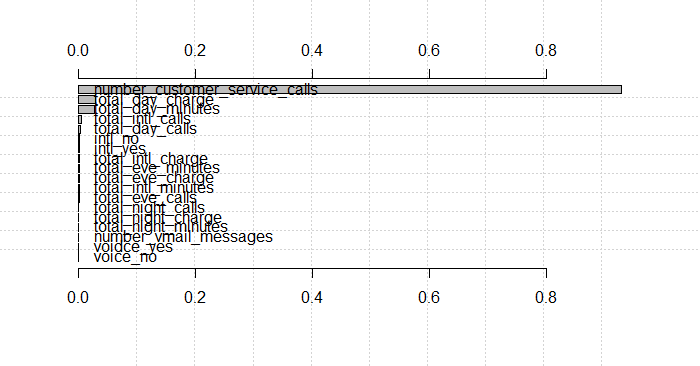 0.0 0.2 0.4 0.6 0.8
number_customer_service_calls
total_day_charge
total_day_minutes
total_intl_calls
total_day_calls
intl_no
intl_yes
total_intl_charge
total_eve_minutes
total_eve_charge
total_intl_minutes
total_eve_calls
total_night_calls
total_night_charge
total_night_minutes
number_vmail_messages
voidce_yes
voice_no
0.0 0.2 0.4 0.6 0.8